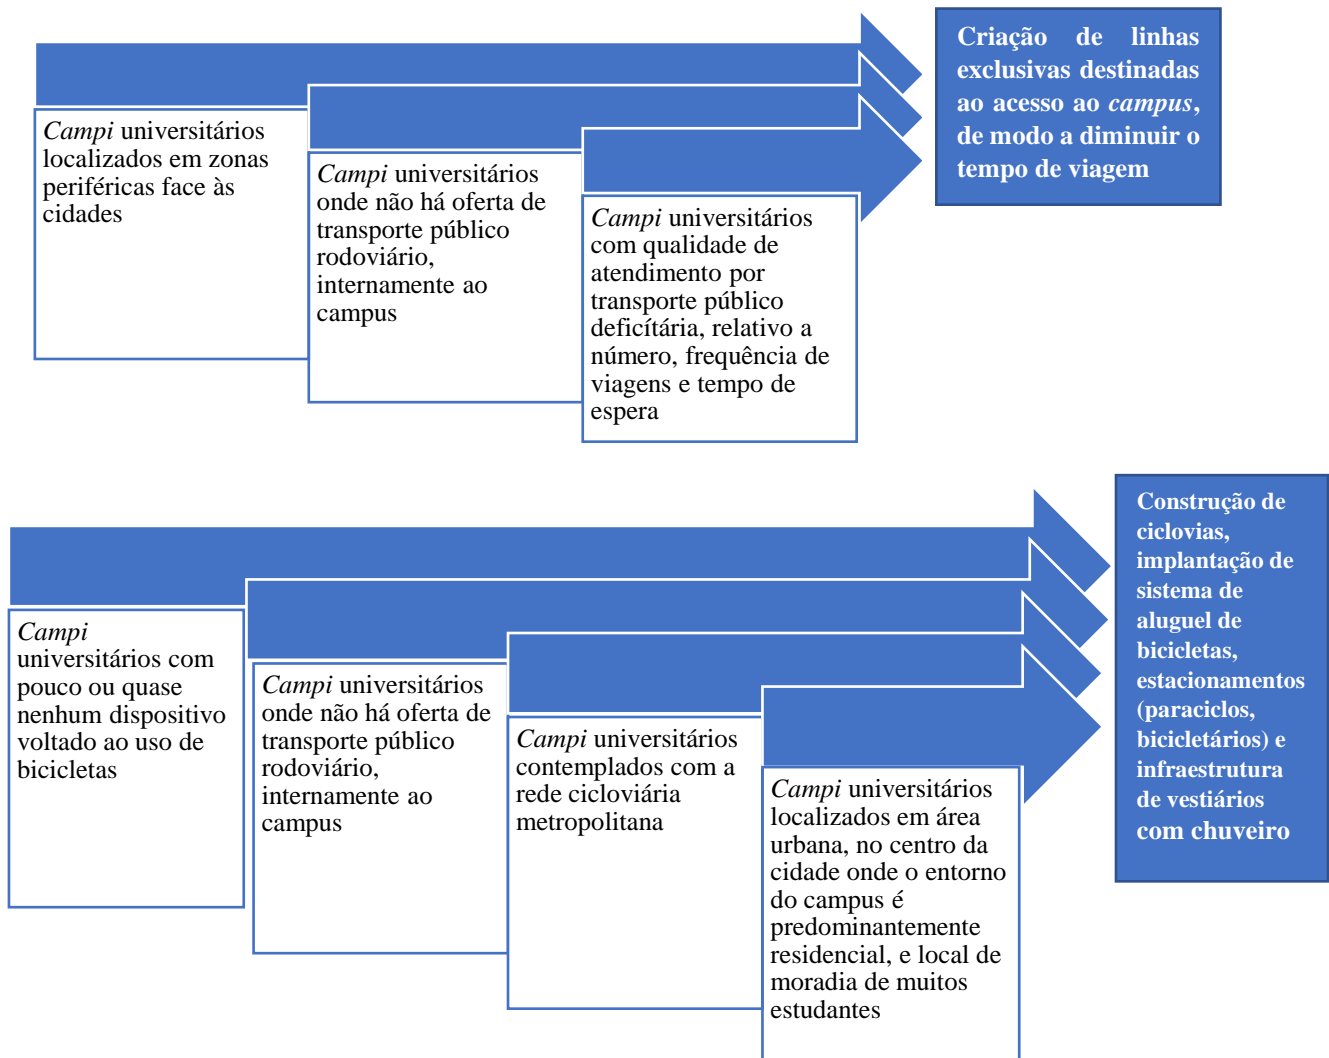 Campi universitários
localizados em zonas
periféricas face às
cidades
Campi universitários
onde não há oferta de
transporte público
rodoviário,
internamente ao
campus
Campi universitários
com qualidade de
atendimento por
transporte público
deficítária, relativo a
número, frequência de
viagens e tempo de
espera
Criação de linhas
exclusivas destinadas
ao acesso ao campus,
de modo a diminuir o
tempo de viagem
Campi
universitários com
pouco ou quase
nenhum dispositivo
voltado ao uso de
bicicletas
Campi universitários
onde não há oferta de
transporte público
rodoviário,
internamente ao
campus
Campi universitários
contemplados com a
rede cicloviária
metropolitana
Campi universitários
localizados em área
urbana, no centro da
cidade onde o entorno
do campus é
predominantemente
residencial, e local de
moradia de muitos
estudantes
Construção de
ciclovias,
implantação de
sistema de
aluguel de
bicicletas,
estacionamentos
(paraciclos,
bicicletários) e
infraestrutura
de vestiários
com chuveiro